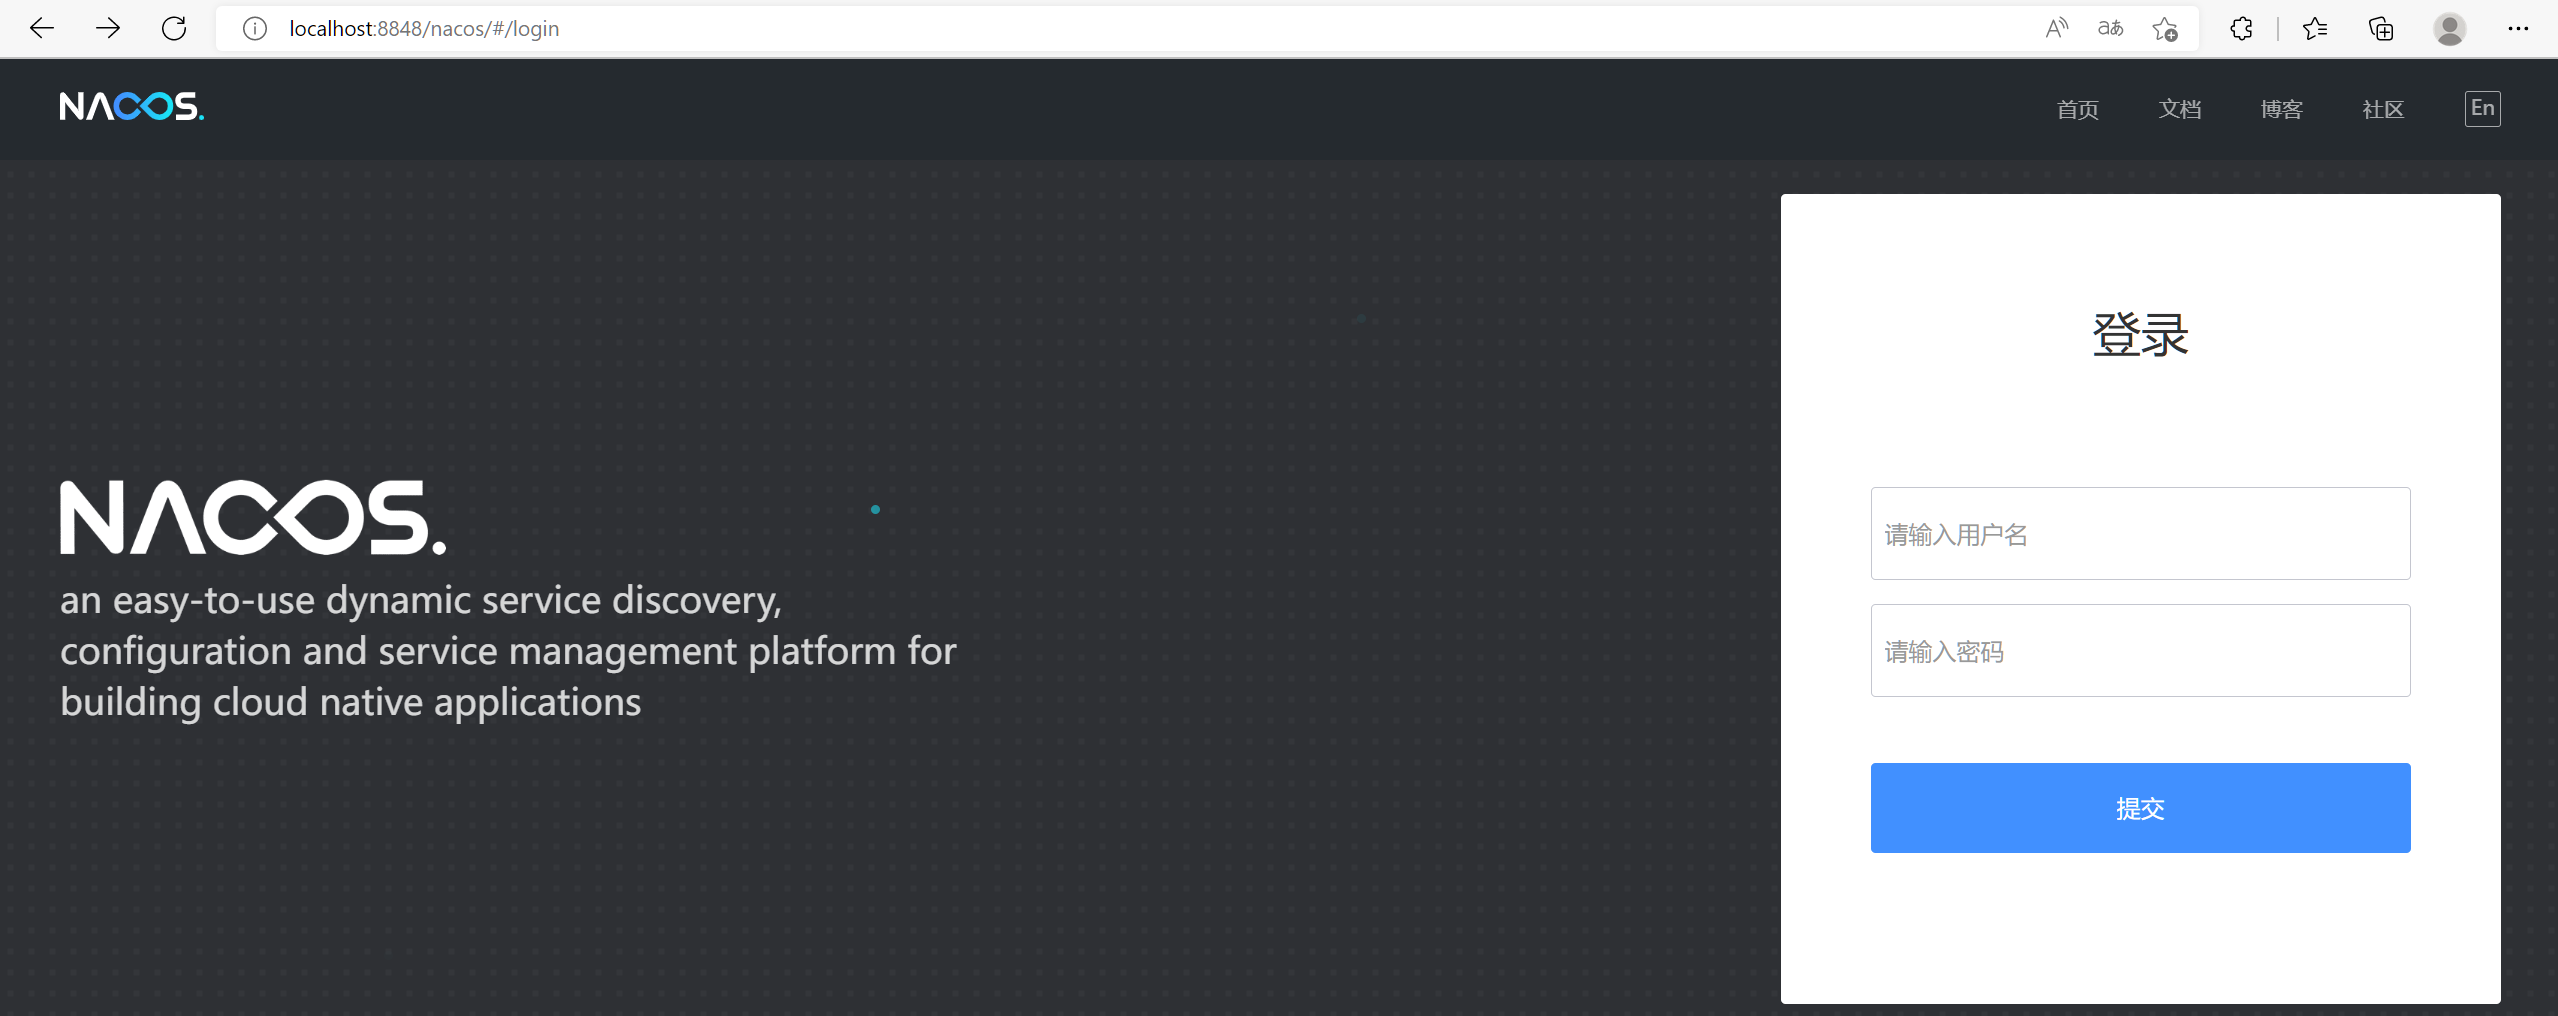 localhost:8848/nacos/#/login
NACOS.
首页 文档 博客 社区 En
登录
请输入用户名
请输入密码
提交
NACOS.
an easy-to-use dynamic service discovery,
configuration and service management platform for
building cloud native applications